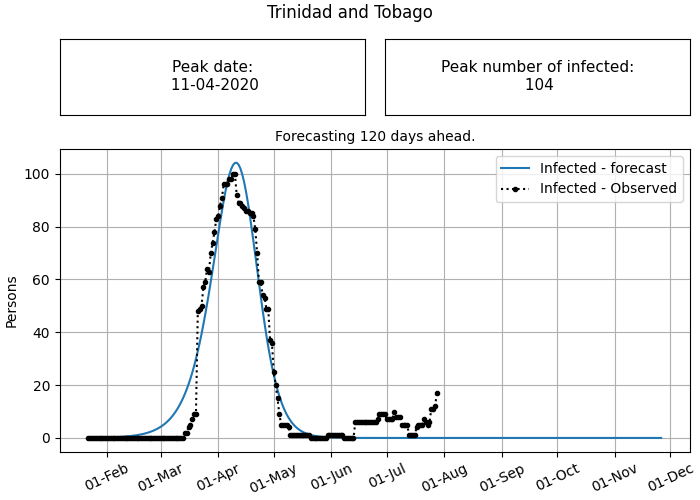 Trinidad and Tobago
Peak date:
11-04-2020
Peak number of infected:
104
Forecasting 120 days ahead.
Infected - forecast
Infected - Observed
Persons
100
80
60
40
20
0
01-Feb
01-Mar
01-Apr
01-May
01-Jun
01-Jul
01-Aug
01-Sep
01-Oct
01-Nov
01-Dec